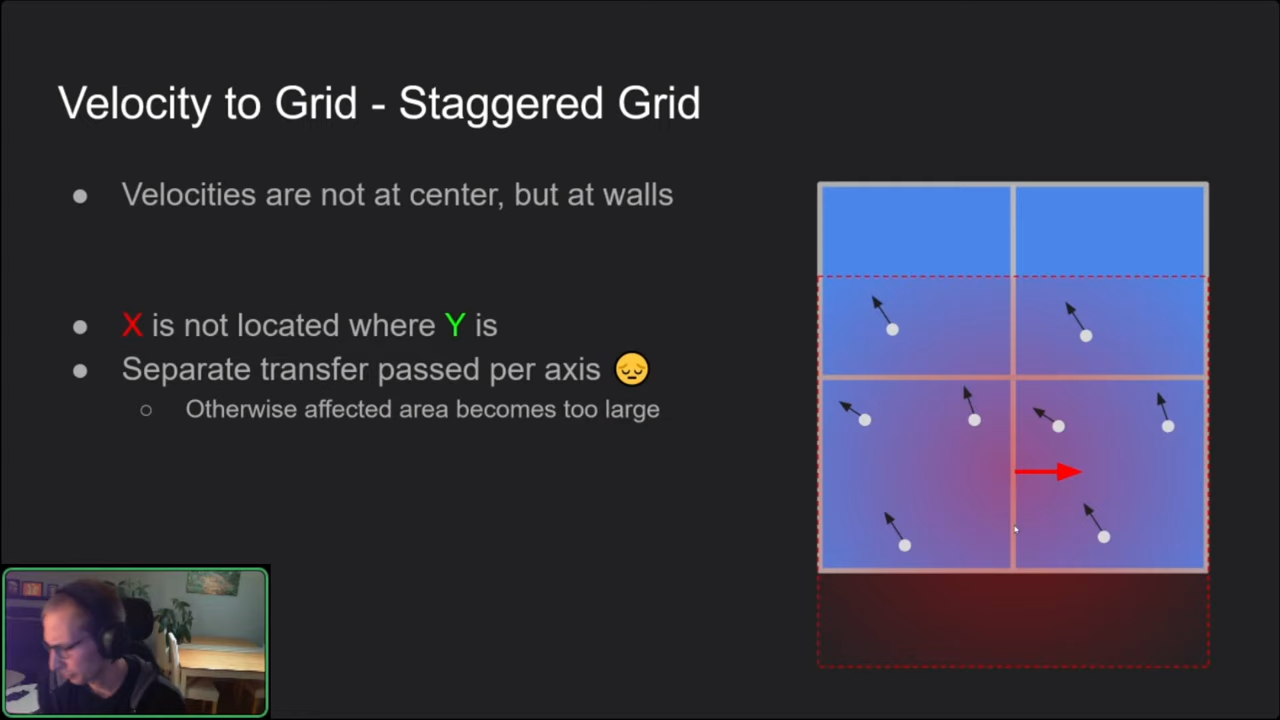 Velocity to Grid - Staggered Grid
● Velocities are not at center, but at walls
● X is not located where Y is
● Separate transfer passed per axis 😔
○ Otherwise affected area becomes too large